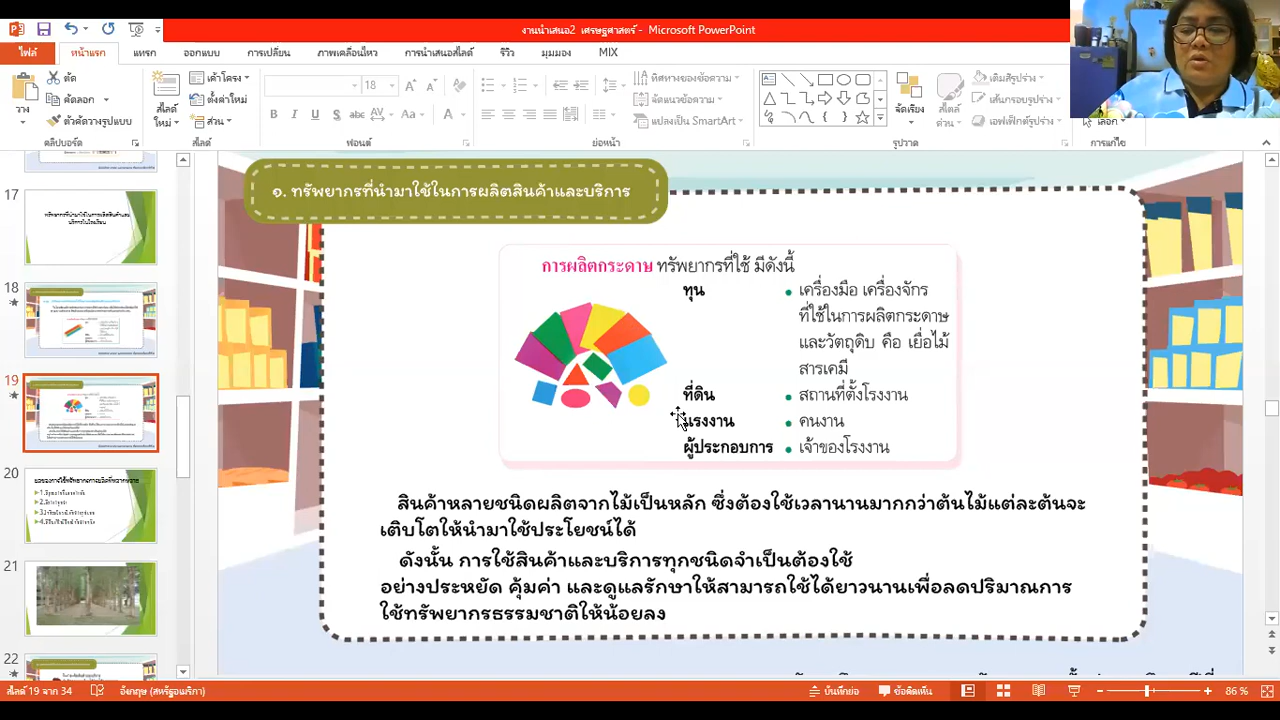 งานนำเสนอ2 เศรษฐศาสตร์ - Microsoft PowerPoint
ไฟล์ หน้าแรก แทรก ออกแบบ การเปลี่ยน ภาพเคลื่อนไหว การนำเสนอสไลด์ รีวิว มุมมอง MIX
วาง
ตัด
คัดลอก
ตัวคัดวางรูปแบบ
สไลด์ใหม่
เค้าโครง
ตั้งค่าใหม่
ส่วน
18
B I U S abc AV Aa A
ทิศทางของข้อความ
จัดแนวข้อความ
แปลงเป็น SmartArt
จัดเรียง
สไตล์ด่วน
เติมสีรูปร่าง
เส้นกรอบรูปร่าง
เอฟเฟ็กต์รูปร่าง
เลือก
คลิปบอร์ด สไลด์ ฟอนต์ ย่อหน้า รูปวาด การแก้ไข
17
18
19
20
21
22
๑. ทรัพยากรที่นำมาใช้ในการผลิตสินค้าและบริการ
การผลิตกระดาษ ทรัพยากรที่ใช้ มีดังนี้
ทุน • เครื่องมือ เครื่องจักร
ที่ใช้ในการผลิตกระดาษ
และวัตถุดิบ คือ เยื่อไม้
สารเคมี
ที่ดิน • สถานที่ตั้งโรงงาน
แรงงาน • คนงาน
ผู้ประกอบการ • เจ้าของโรงงาน
สินค้าหลายชนิดผลิตจากไม้เป็นหลัก ซึ่งต้องใช้เวลานานมากกว่าต้นไม้แต่ละต้นจะ
เติบโตให้นำมาใช้ประโยชน์ได้
ดังนั้น การใช้สินค้าและบริการทุกชนิดจำเป็นต้องใช้
อย่างประหยัด คุ้มค่า และดูแลรักษาให้สามารถใช้ได้ยาวนานเพื่อลดปริมาณการ
ใช้ทรัพยากรธรรมชาติให้น้อยลง
สไลด์ 19 จาก 34 อังกฤษ (สหรัฐอเมริกา) บันทึกย่อ ข้อคิดเห็น 86 %